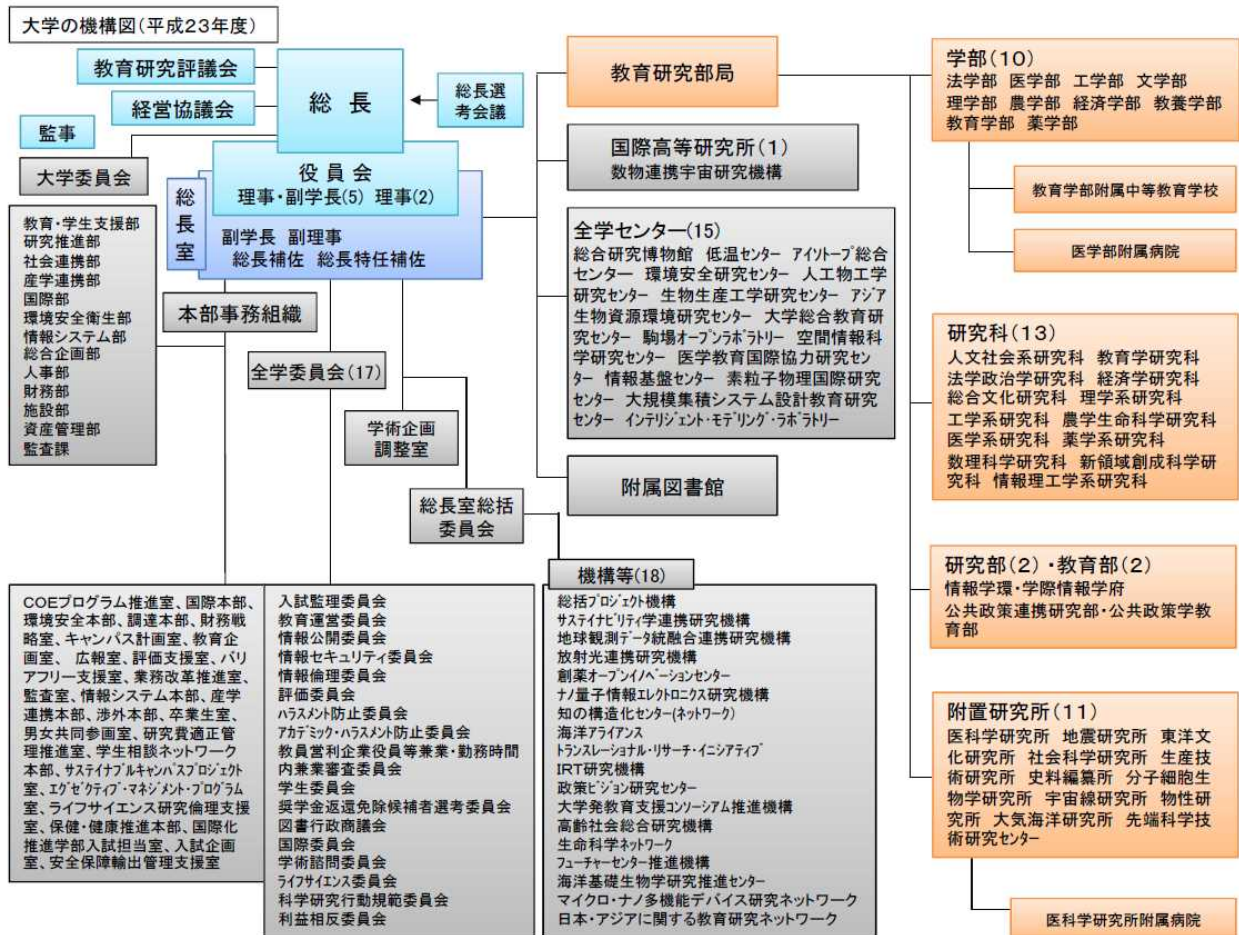 大学の機構図(平成23年度)
教育研究評議会
経営協議会
監事
大学委員会
総 長
総長選
考会議
役員会
理事・副学長(5) 理事(2)
総長室
副学長 副理事
総長補佐 総長特任補佐
教育・学生支援部
研究推進部
社会連携部
産学連携部
国際部
環境安全衛生部
情報システム部
総合企画部
人事部
財務部
施設部
資産管理部
監査課
本部事務組織
全学委員会(17)
学術企画
調整室
総長室総括
委員会
COEプログラム推進室、国際本部、
環境安全本部、調達本部、財務戦
略室、キャンパス計画室、教育企
画室、 広報室、評価支援室、バリ
アフリー支援室、業務改革推進室、
監査室、情報システム本部、産学
連携本部、渉外本部、卒業生室、
男女共同参画室、研究費適正管
理推進室、学生相談ネットワーク
本部、サステイナブルキャンパスプロジェクト
室、エグゼクティブ・マネジメント・プログラム
室、ライフサイエンス研究倫理支援
室、保健・健康推進本部、国際化
推進学部入試担当室、入試企画
室、安全保障輸出管理支援室
入試監理委員会
教育運営委員会
情報公開委員会
情報セキュリティ委員会
情報倫理委員会
評価委員会
ハラスメント防止委員会
アカデミック・ハラスメント防止委員会
教員営利企業役員等兼業・勤務時間
内兼業審査委員会
学生委員会
奨学金返還免除候補者選考委員会
図書行政商議会
国際委員会
学術諮問委員会
ライフサイエンス委員会
科学研究行動規範委員会
利益相反委員会
機構等(18)
総括プロジェクト機構
サステイナビリティ学連携研究機構
地球観測データ統融合連携研究機構
放射光連携研究機構
創薬オープンイノベーションセンター
ナノ量子情報エレクトロニクス研究機構
知の構造化センター(ネットワーク)
海洋アライアンス
トランスレーショナル・リサーチ・イニシアティブ
IRT研究機構
政策ビジョン研究センター
大学発教育支援コンソーシアム推進機構
高齢社会総合研究機構
生命科学ネットワーク
フューチャーセンター推進機構
海洋基礎生物学研究推進センター
マイクロ・ナノ多機能デバイス研究ネットワーク
日本・アジアに関する教育研究ネットワーク
教育研究部局
国際高等研究所(1)
数物連携宇宙研究機構
全学センター(15)
総合研究博物館 低温センター アイソトープ総合
センター 環境安全研究センター 人工物工学
研究センター 生物生産工学研究センター アジア
生物資源環境研究センター 大学総合教育研
究センター 駒場オープンラボラトリー 空間情報科
学研究センター 医学教育国際協力研究セン
ター 情報基盤センター 素粒子物理国際研究
センター 大規模集積システム設計教育研究
センター インテリジェント・モデリング・ラボラトリー
附属図書館
学部(10)
法学部 医学部 工学部 文学部
理学部 農学部 経済学部 教養学部
教育学部 薬学部
教育学部附属中等教育学校
医学部附属病院
研究科(13)
人文社会系研究科 教育学研究科
法学政治学研究科 経済学研究科
総合文化研究科 理学系研究科
工学系研究科 農学生命科学研究科
医学系研究科 薬学系研究科
数理科学研究科 新領域創成科学研
究科 情報理工学系研究科
研究部(2)・教育部(2)
情報学環・学際情報学府
公共政策連携研究部・公共政策学教
育部
附置研究所(11)
医科学研究所 地震研究所 東洋文
化研究所 社会科学研究所 生産技
術研究所 史料編纂所 分子細胞生
物学研究所 宇宙線研究所 物性研
究所 大気海洋研究所 先端科学技
術研究センター
医科学研究所附属病院